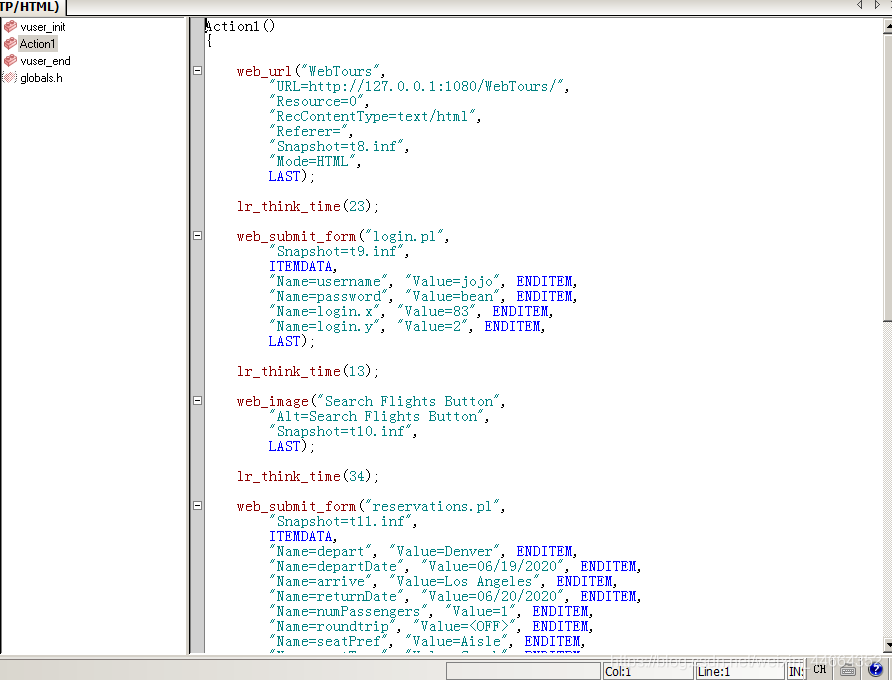 TP/HTML)
vuser_init
Action1
vuser_end
globals.h
Action1()
{
web_url("WebTours",
"URL=http://127.0.0.1:1080/WebTours/",
"Resource=0",
"RecContentType=text/html",
"Referer=",
"Snapshot=t8.inf",
"Mode=HTML",
LAST);
lr_think_time(23);
web_submit_form("login.pl",
"Snapshot=t9.inf",
ITEMDATA,
"Name=username", "Value=jojo", ENDITEM,
"Name=password", "Value=bean", ENDITEM,
"Name=login.x", "Value=83", ENDITEM,
"Name=login.y", "Value=2", ENDITEM,
LAST);
lr_think_time(13);
web_image("Search Flights Button",
"Alt=Search Flights Button",
"Snapshot=t10.inf",
LAST);
lr_think_time(34);
web_submit_form("reservations.pl",
"Snapshot=t11.inf",
ITEMDATA,
"Name=depart", "Value=Denver", ENDITEM,
"Name=departDate", "Value=06/19/2020", ENDITEM,
"Name=arrive", "Value=Los Angeles", ENDITEM,
"Name=returnDate", "Value=06/20/2020", ENDITEM,
"Name=numPassengers", "Value=1", ENDITEM,
"Name=roundtrip", "Value=<OFF>", ENDITEM,
"Name=seatPref", "Value=Aisle", ENDITEM,
Col:1 Line:1 IN: CH